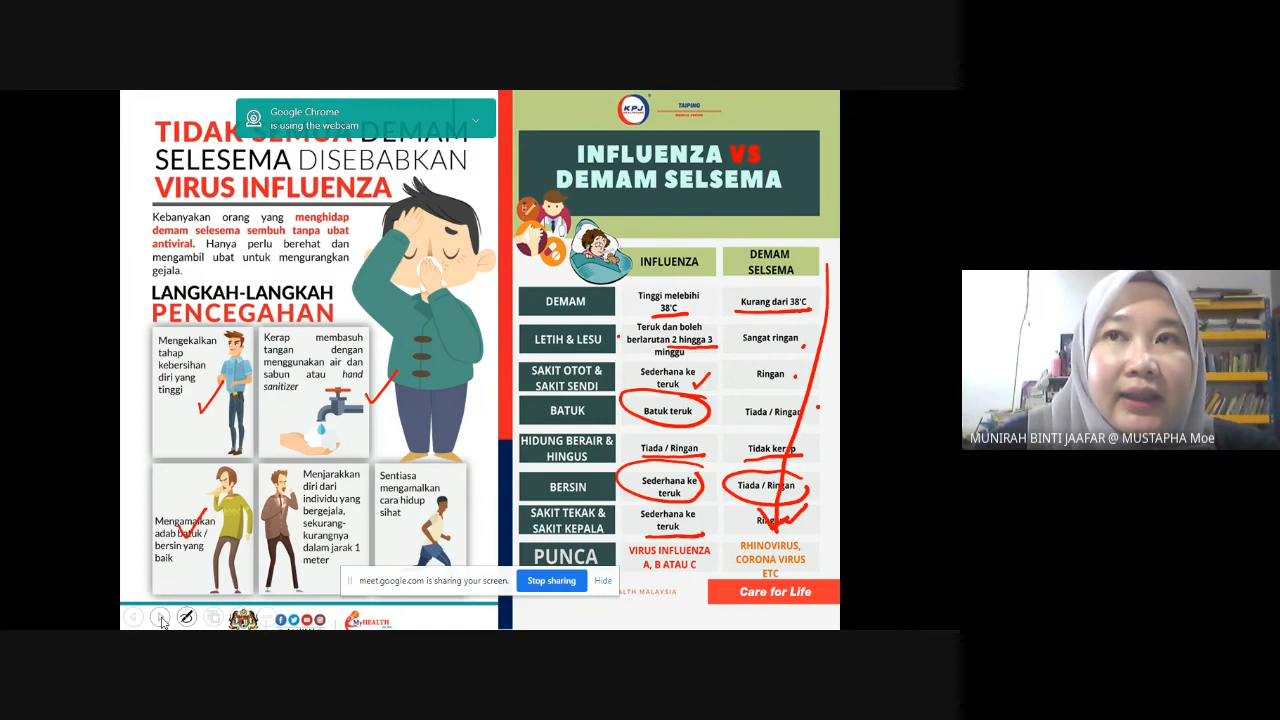 Google Chrome
is using the webcam
TIDAK SEMUA DEMAM
SELESEMA DISEBABKAN
VIRUS INFLUENZA
Kebanyakan orang yang menghidap
demam selesema sembuh tanpa ubat
antiviral. Hanya perlu berehat dan
mengambil ubat untuk mengurangkan
gejala.
LANGKAH-LANGKAH
PENCEGAHAN
Mengekalkan
tahap
kebersihan
diri yang
tinggi
Kerap membasuh
tangan dengan
menggunakan air dan
sabun atau hand
sanitizer
Mengamalkan
adab batuk /
bersin yang
baik
Menjarakkan
diri dari
individu yang
bergejala,
sekurang-
kurangnya
dalam jarak 1
meter
Sentiasa
mengamalkan
cara hidup
sihat
meet.google.com is sharing your screen. Stop sharing Hide
MyHEALTH
KPJ
TAIPING
INFLUENZA VS
DEMAM SELSEMA
INFLUENZA
DEMAM
SELSEMA
DEMAM
Tinggi melebihi
38'C
Kurang dari 38'C
LETIH & LESU
Teruk dan boleh
berlarutan 2 hingga 3
minggu
Sangat ringan
SAKIT OTOT &
SAKIT SENDI
Sederhana ke
teruk
Ringan
BATUK
Batuk teruk
Tiada / Ringan
HIDUNG BERAIR &
HINGUS
Tiada / Ringan
Tidak kerap
BERSIN
Sederhana ke
teruk
Tiada / Ringan
SAKIT TEKAK &
SAKIT KEPALA
Sederhana ke
teruk
Ringan
PUNCA
VIRUS INFLUENZA
A, B ATAU C
RHINOVIRUS,
CORONA VIRUS
ETC
MALAYSIA
Care for Life
MUNIRAH BINTI JAAFAR @ MUSTAPHA Moe